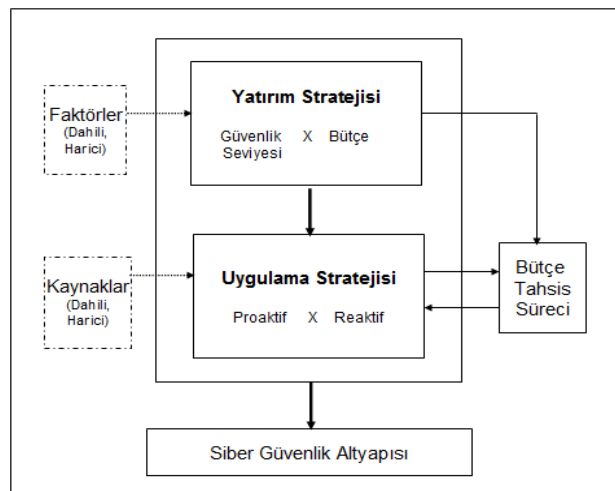 Yatırım Stratejisi
Güvenlik X Bütçe
Seviyesi
Faktörler
(Dahili,
Harici)
Uygulama Stratejisi
Proaktif X Reaktif
Kaynaklar
(Dahili,
Harici)
Bütçe
Tahsis
Süreci
Siber Güvenlik Altyapısı